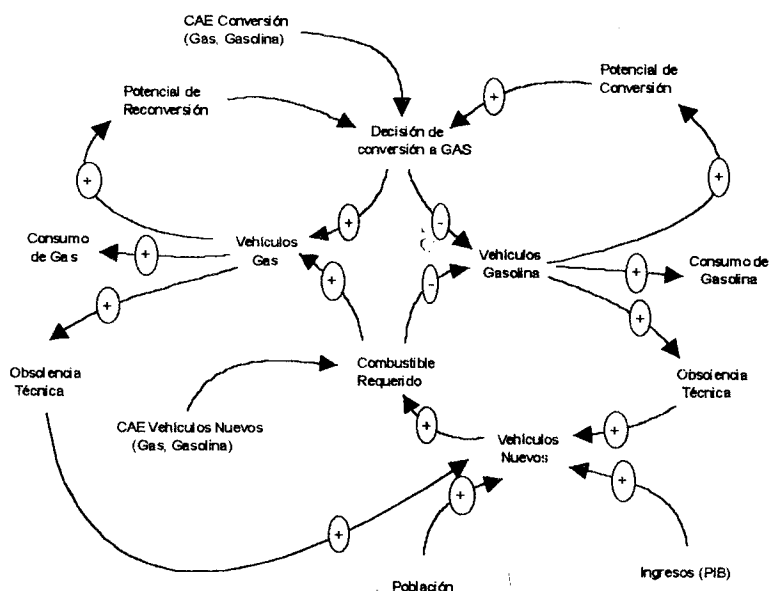 CAE Conversión
(Gas, Gasolina)
Potencial de
Reconversión
Potencial de
Conversión
+
Decisión de
conversión a GAS
+
+
+
-
Consumo
de Gas
+
Vehículos
Gas
Vehículos
Gasolina
+
Consumo de
Gasolina
+
-
+
+
Obsolencia
Técnica
Combustible
Requerido
Obsolencia
Técnica
CAE Vehículos Nuevos
(Gas, Gasolina)
+
Vehículos
Nuevos
+
+
+
+
Población
Ingresos (PIB)